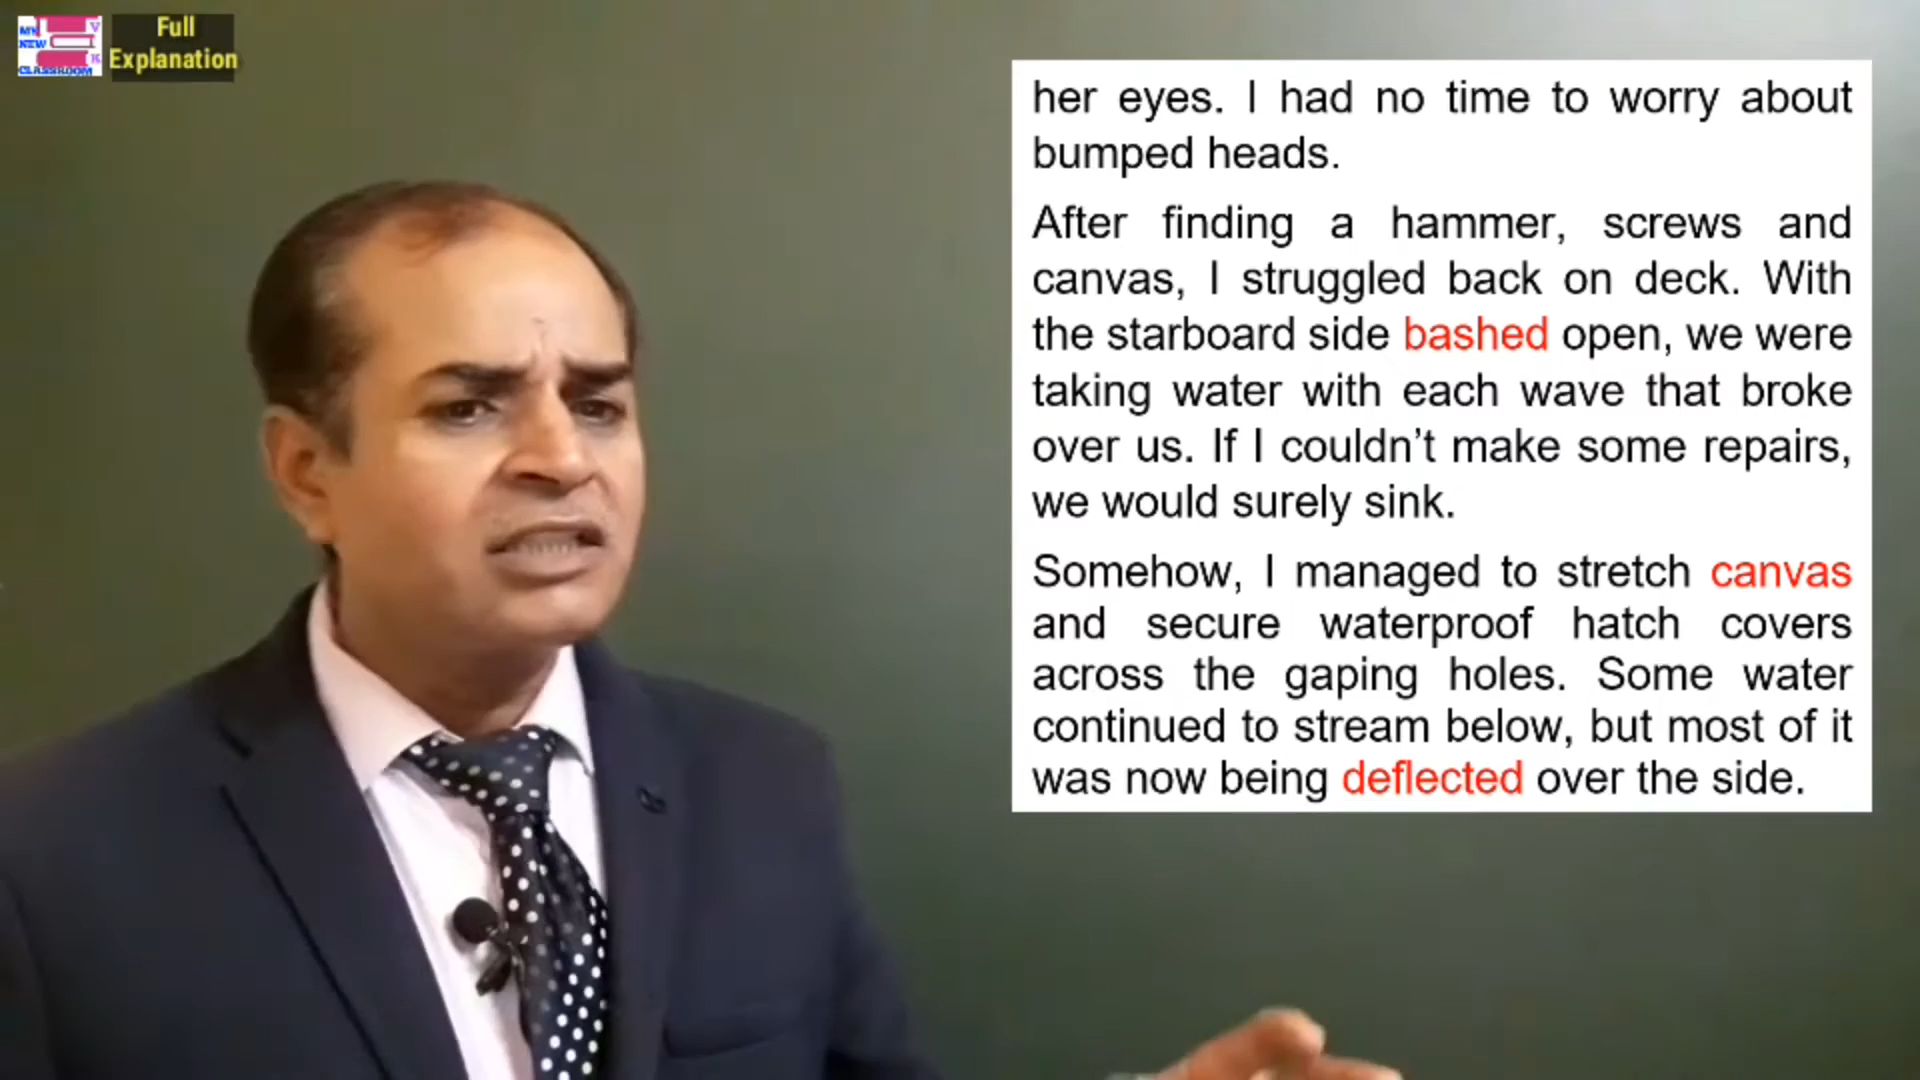 MY
NEW
CLASSROOM
V
K
Full
Explanation
her eyes. I had no time to worry about
bumped heads.
After finding a hammer, screws and
canvas, I struggled back on deck. With
the starboard side bashed open, we were
taking water with each wave that broke
over us. If I couldn’t make some repairs,
we would surely sink.
Somehow, I managed to stretch canvas
and secure waterproof hatch covers
across the gaping holes. Some water
continued to stream below, but most of it
was now being deflected over the side.